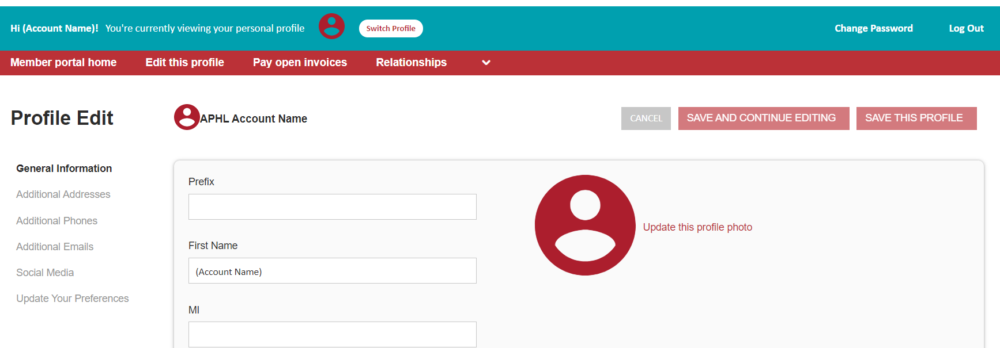 Hi (Account Name)! You're currently viewing your personal profile Switch Profile Change Password Log Out
Member portal home Edit this profile Pay open invoices Relationships
Profile Edit APHL Account Name CANCEL SAVE AND CONTINUE EDITING SAVE THIS PROFILE
General Information
Additional Addresses
Additional Phones
Additional Emails
Social Media
Update Your Preferences
Prefix
First Name
(Account Name)
MI
Update this profile photo